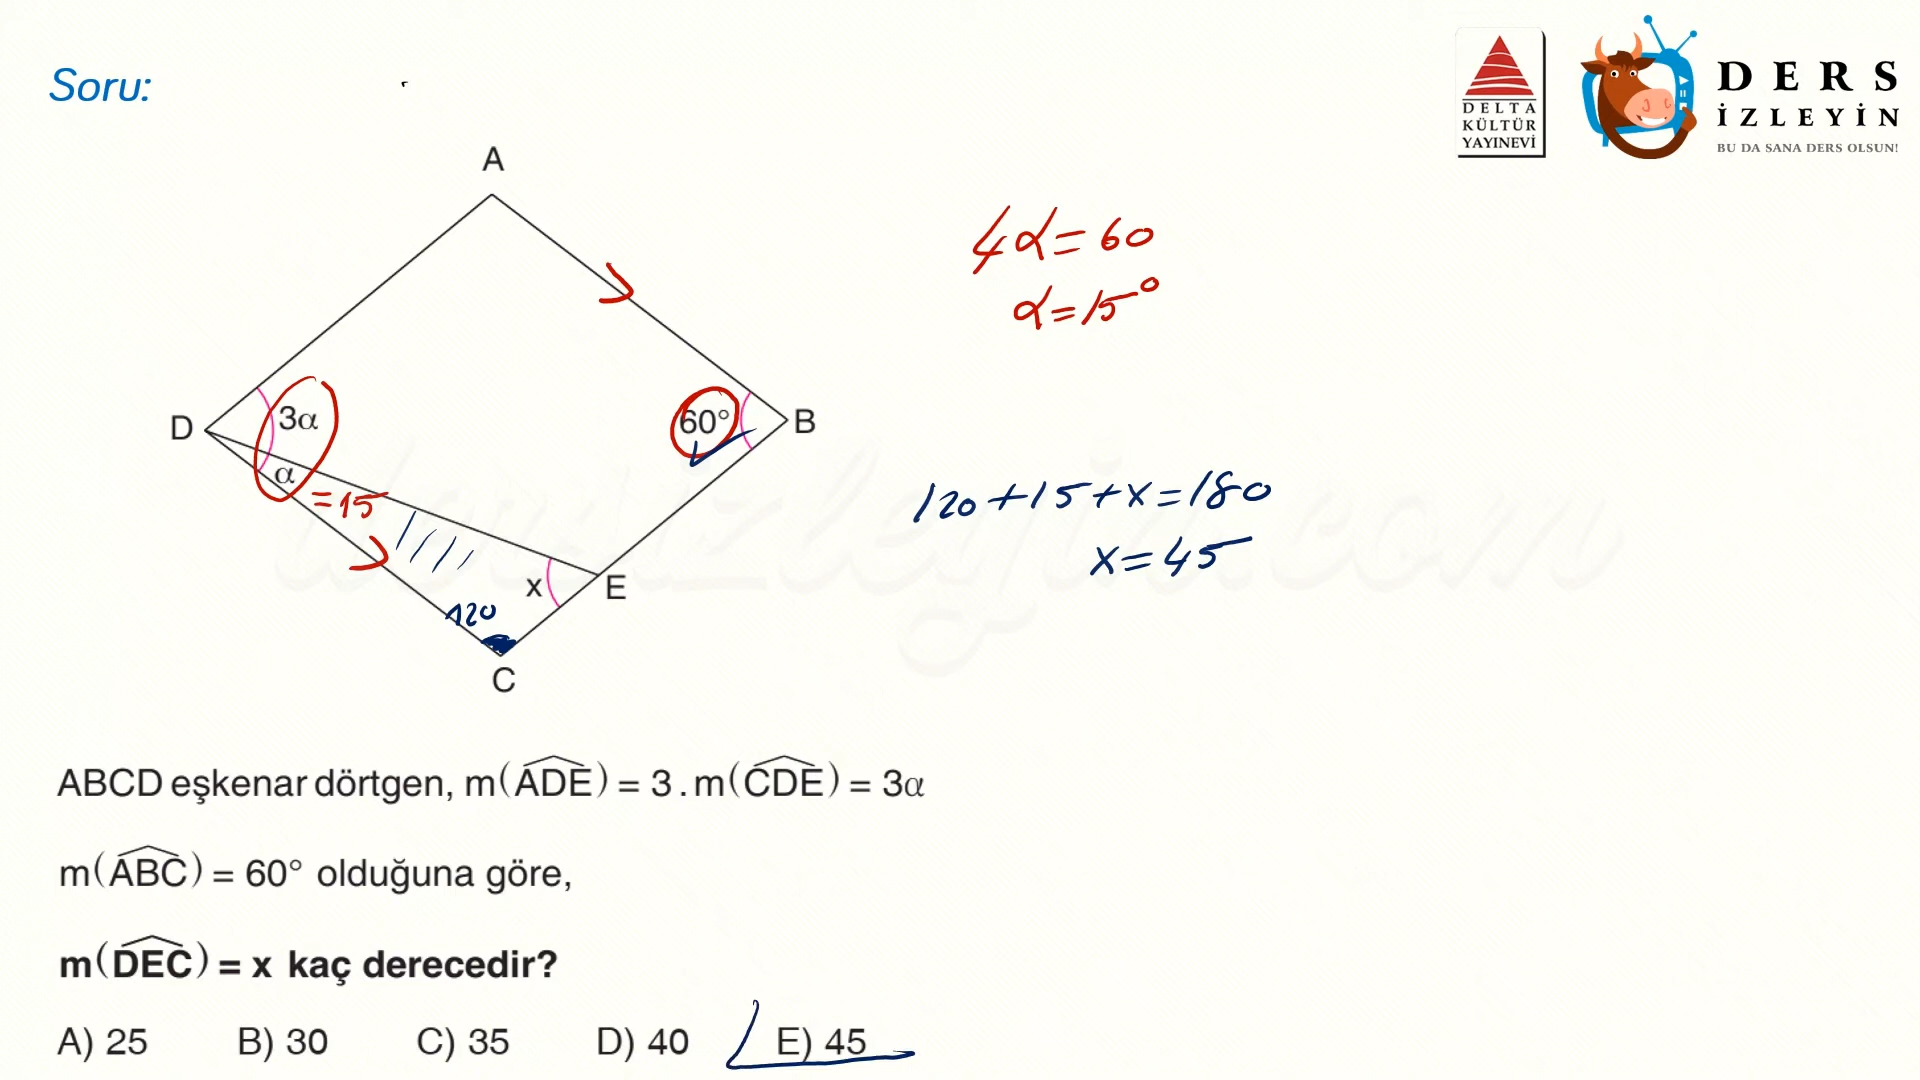 Soru:
DELTA
KÜLTÜR
YAYINEVİ
DERS
İZLEYİN
BU DA SANA DERS OLSUN!
A
4α = 60
α = 15°
D
3α
60°
B
α
= 15
120 + 15 + x = 180
x = 45
x
E
120
C
dersizleyin.com
ABCD eşkenar dörtgen, m(ADE) = 3 . m(CDE) = 3α
m(ABC) = 60° olduğuna göre,
m(DEC) = x kaç derecedir?
A) 25 B) 30 C) 35 D) 40 E) 45